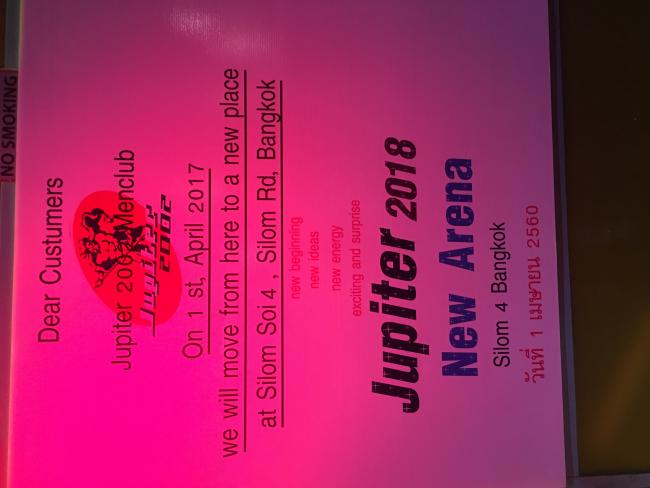 NO SMOKING
Dear Custumers
Jupiter 2002 Menclub
Jupiter
2002
On 1 st, April 2017
we will move from here to a new place
at Silom Soi 4 , Silom Rd, Bangkok
new beginning
new ideas
new energy
exciting and surprise
Jupiter 2018
New Arena
Silom 4 Bangkok
วันที่ 1 เมษายน 2560